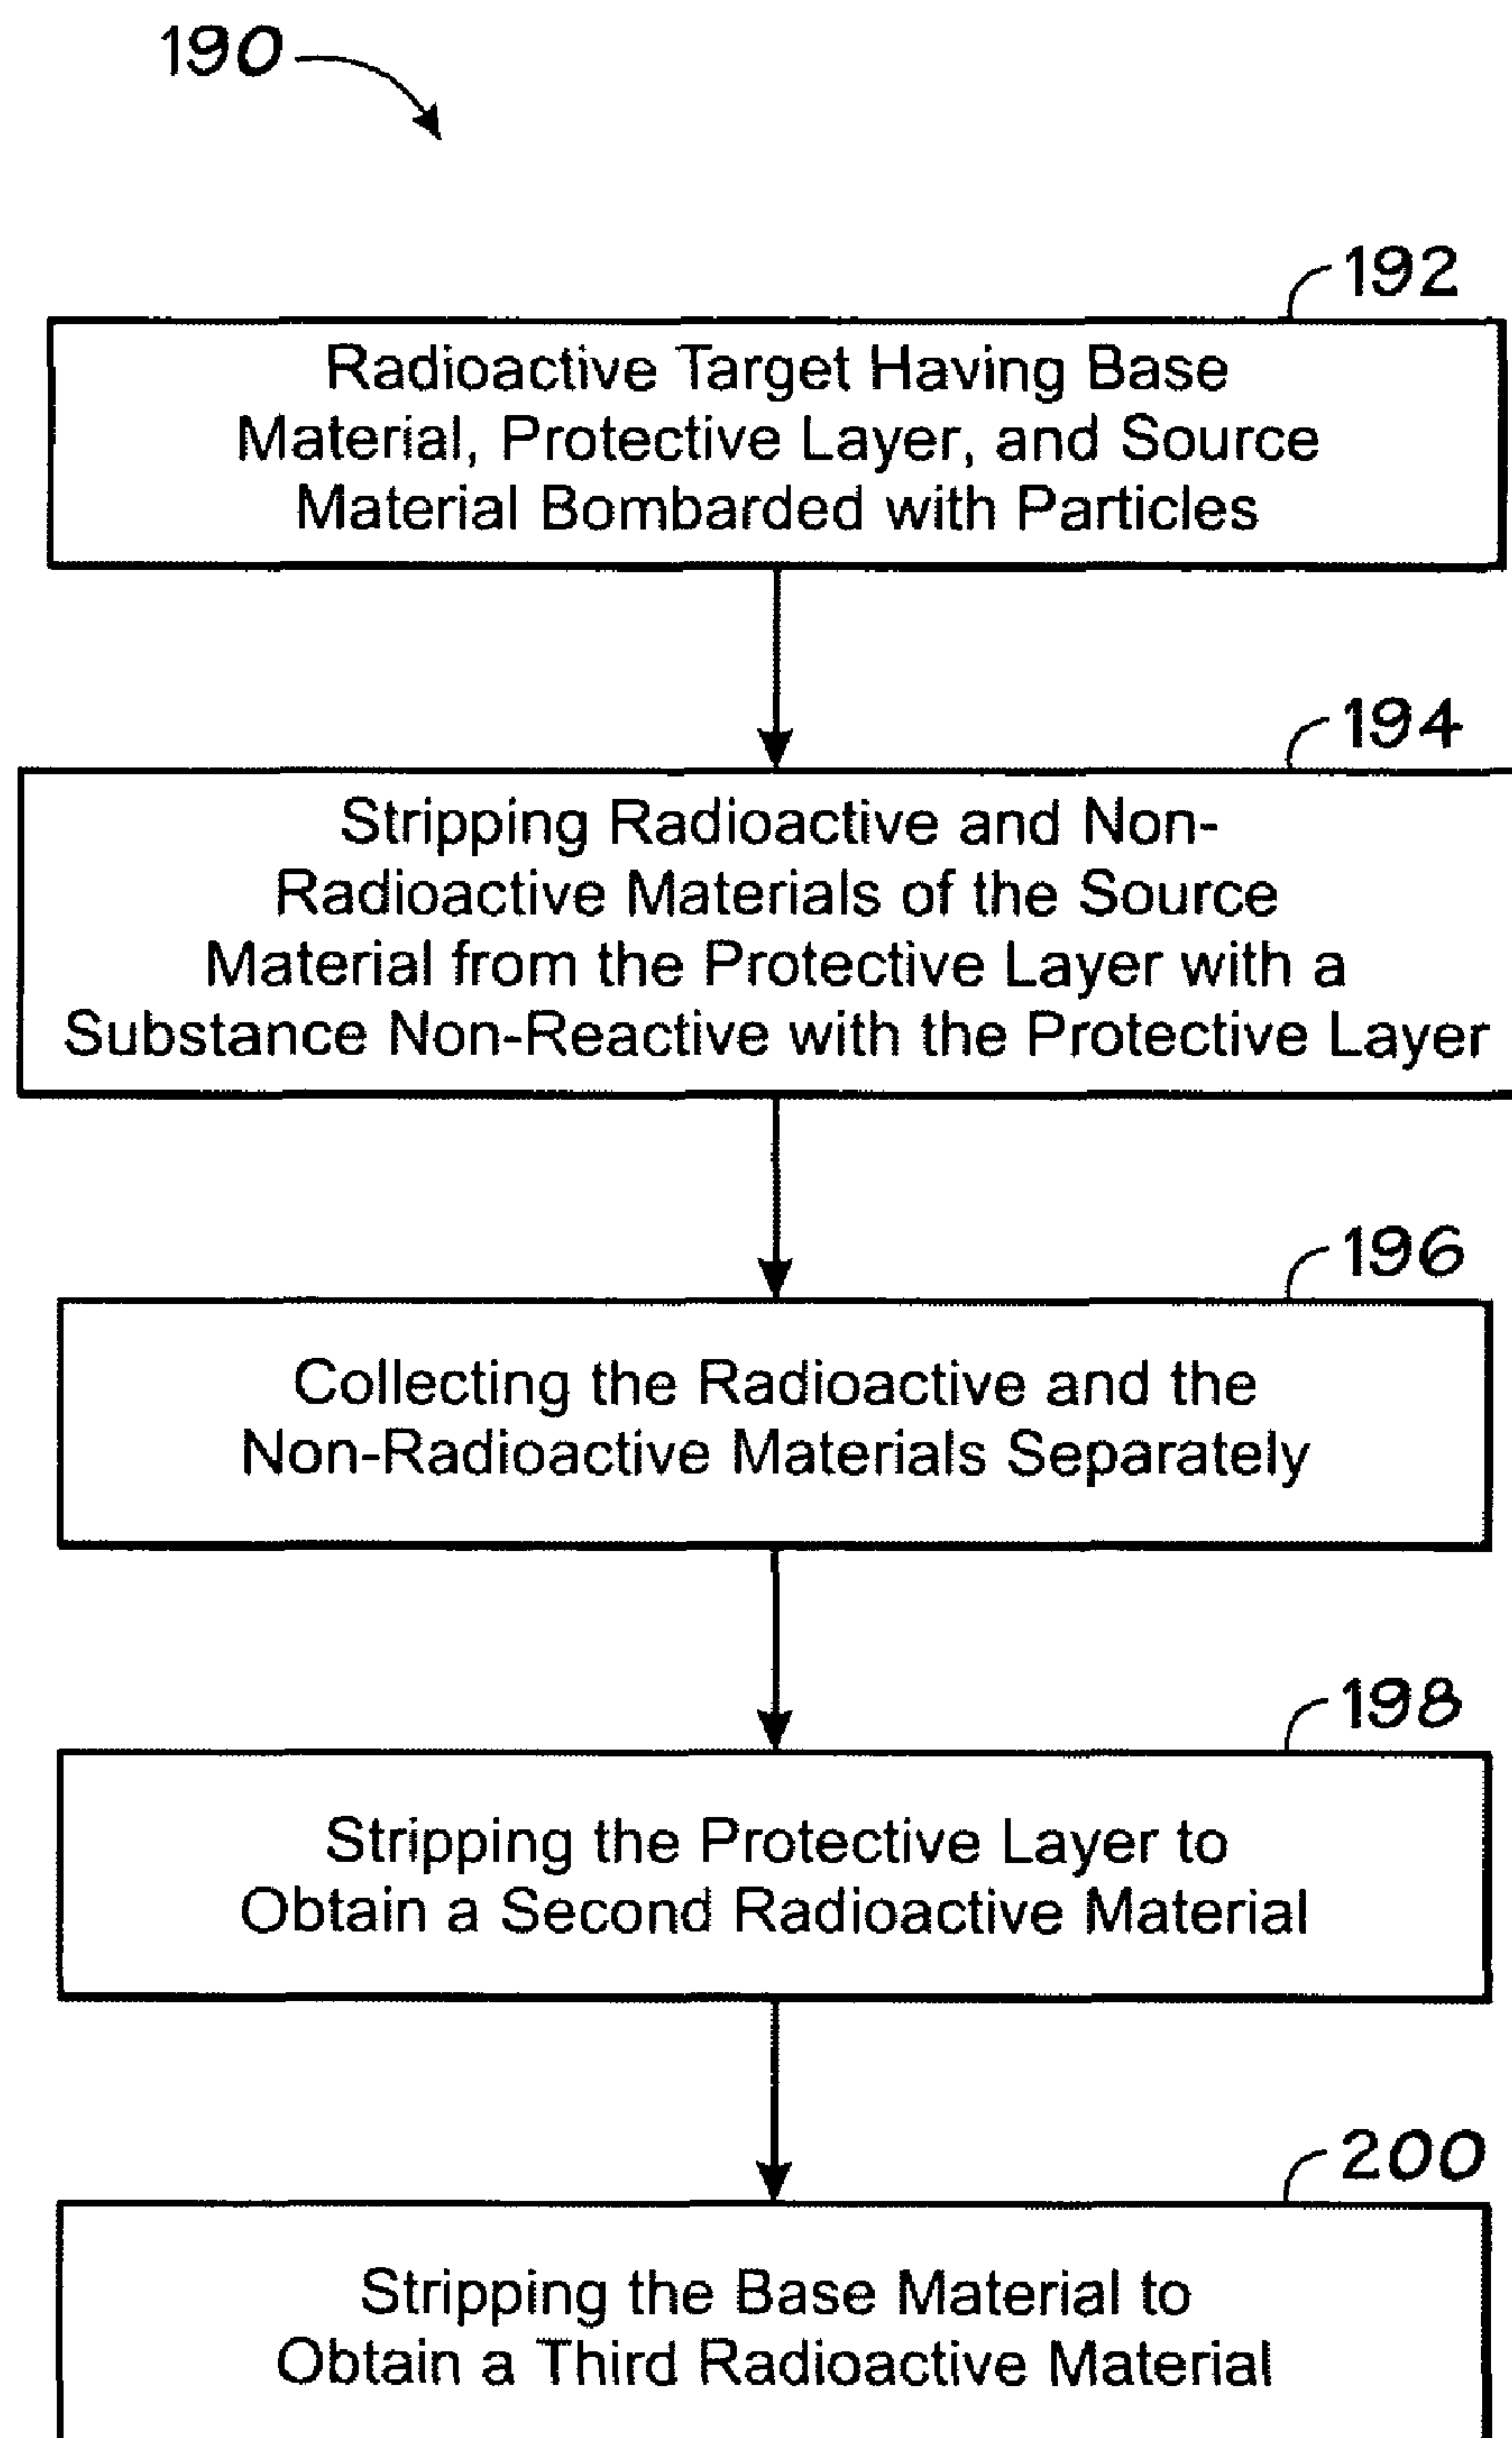 190
192
Radioactive Target Having Base
Material, Protective Layer, and Source
Material Bombarded with Particles
194
Stripping Radioactive and Non-
Radioactive Materials of the Source
Material from the Protective Layer with a
Substance Non-Reactive with the Protective Layer
196
Collecting the Radioactive and the
Non-Radioactive Materials Separately
198
Stripping the Protective Layer to
Obtain a Second Radioactive Material
200
Stripping the Base Material to
Obtain a Third Radioactive Material